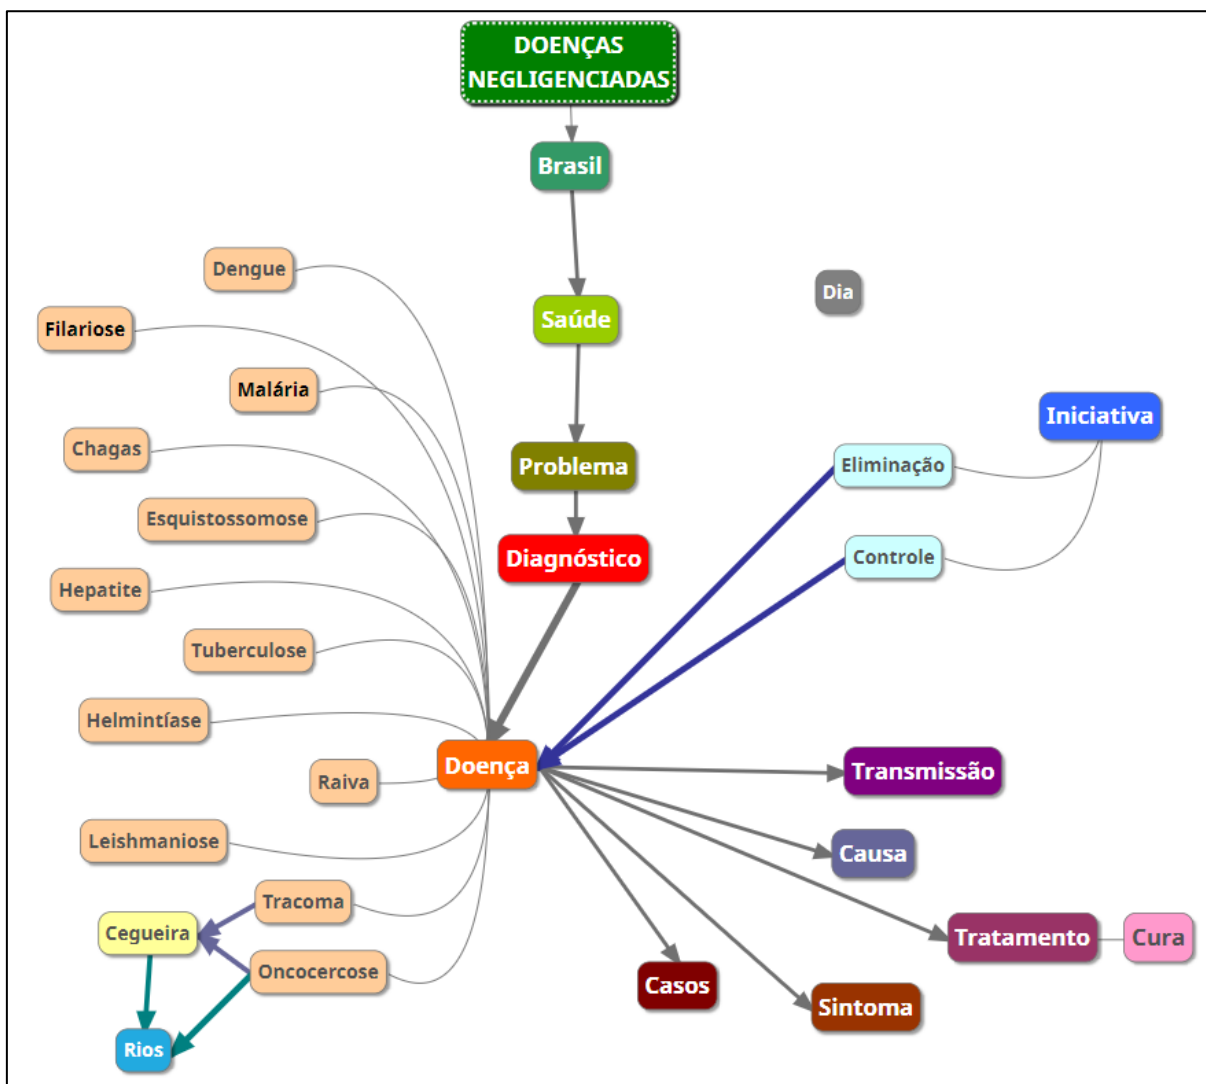 DOENÇAS
NEGLIGENCIADAS
Brasil
Dengue
Dia
Saúde
Filariose
Malária
Iniciativa
Chagas
Problema
Eliminação
Esquistossomose
Diagnóstico
Controle
Hepatite
Tuberculose
Helmintíase
Doença
Transmissão
Raiva
Leishmaniose
Causa
Tracoma
Cegueira
Tratamento
Cura
Oncocercose
Casos
Sintoma
Rios